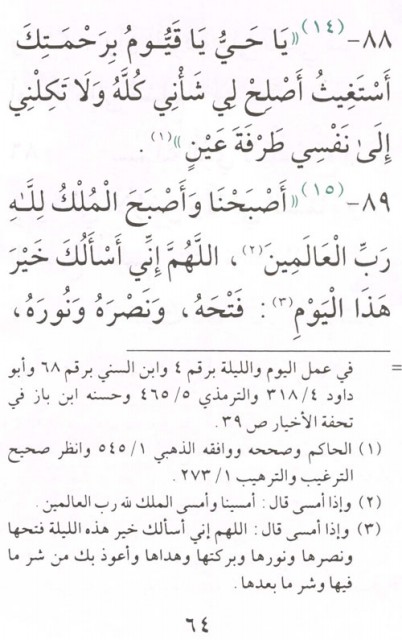 ٨٨-(١٤)«يَا حَيُّ يَا قَيُّومُ بِرَحْمَتِكَ
أَسْتَغِيثُ أَصْلِحْ لِي شَأْنِي كُلَّهُ وَلَا تَكِلْنِي
إِلَىٰ نَفْسِي طَرْفَةَ عَيْنٍ»(١).
٨٩-(١٥)«أَصْبَحْنَا وَأَصْبَحَ الْمُلْكُ لِلَّهِ
رَبِّ الْعَالَمِينَ(٢)، اللَّهُمَّ إِنِّي أَسْأَلُكَ خَيْرَ
هَذَا الْيَوْمِ(٣): فَتْحَهُ، وَنَصْرَهُ وَنُورَهُ،
= في عمل اليوم والليلة برقم ٤ وابن السني برقم ٦٨ وأبو
داود ٣١٨/٤ والترمذي ٤٦٥/٥ وحسنه ابن باز في
تحفة الأخيار ص ٣٩.
(١) الحاكم وصححه ووافقه الذهبي ٥٤٥/١ وانظر صحيح
الترغيب والترهيب ٢٧٣/١.
(٢) وإذا أمسى قال: أمسينا وأمسى الملك لله رب العالمين.
(٣) وإذا أمسى قال: اللهم إني أسألك خير هذه الليلة فتحها
ونصرها ونورها وبركتها وهداها وأعوذ بك من شر ما
فيها وشر ما بعدها.
٦٤